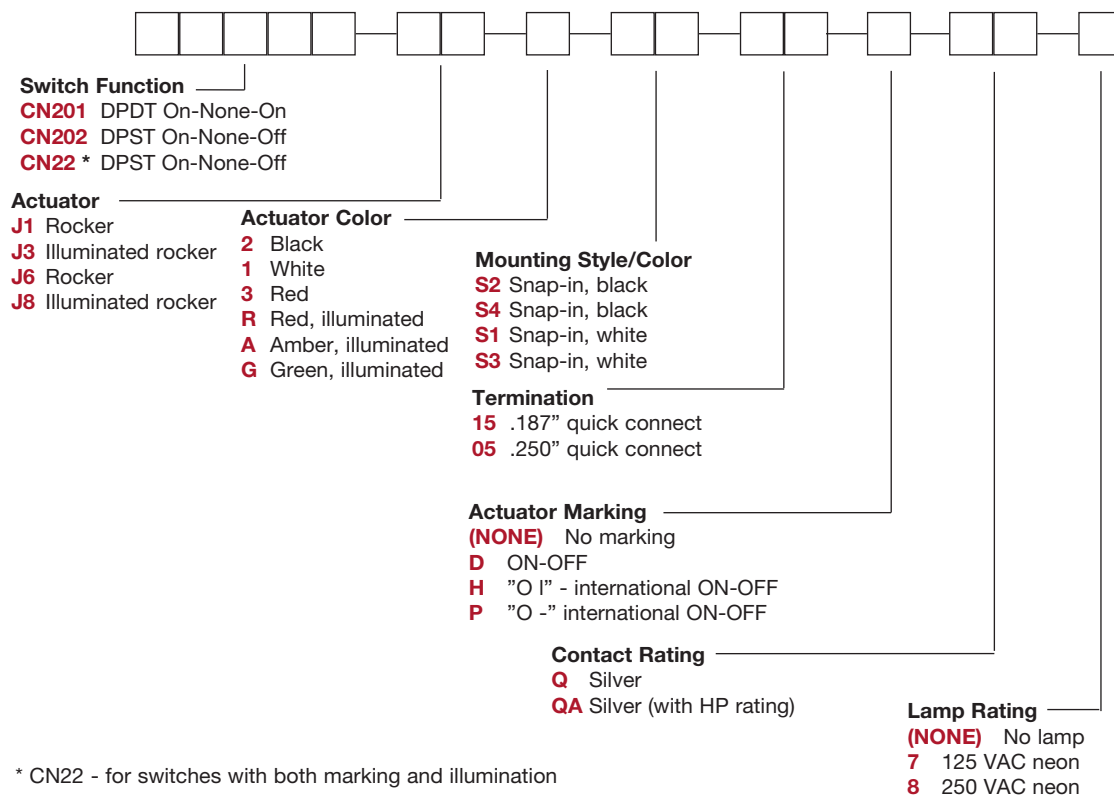 Switch Function
CN201 DPDT On-None-On
CN202 DPST On-None-Off
CN22 * DPST On-None-Off
Actuator
J1 Rocker
J3 Illuminated rocker
J6 Rocker
J8 Illuminated rocker
Actuator Color
2 Black
1 White
3 Red
R Red, illuminated
A Amber, illuminated
G Green, illuminated
Mounting Style/Color
S2 Snap-in, black
S4 Snap-in, black
S1 Snap-in, white
S3 Snap-in, white
Termination
15 .187” quick connect
05 .250” quick connect
Actuator Marking
(NONE) No marking
D ON-OFF
H ”O I” - international ON-OFF
P ”O -” international ON-OFF
Contact Rating
Q Silver
QA Silver (with HP rating)
Lamp Rating
(NONE) No lamp
7 125 VAC neon
8 250 VAC neon
* CN22 - for switches with both marking and illumination